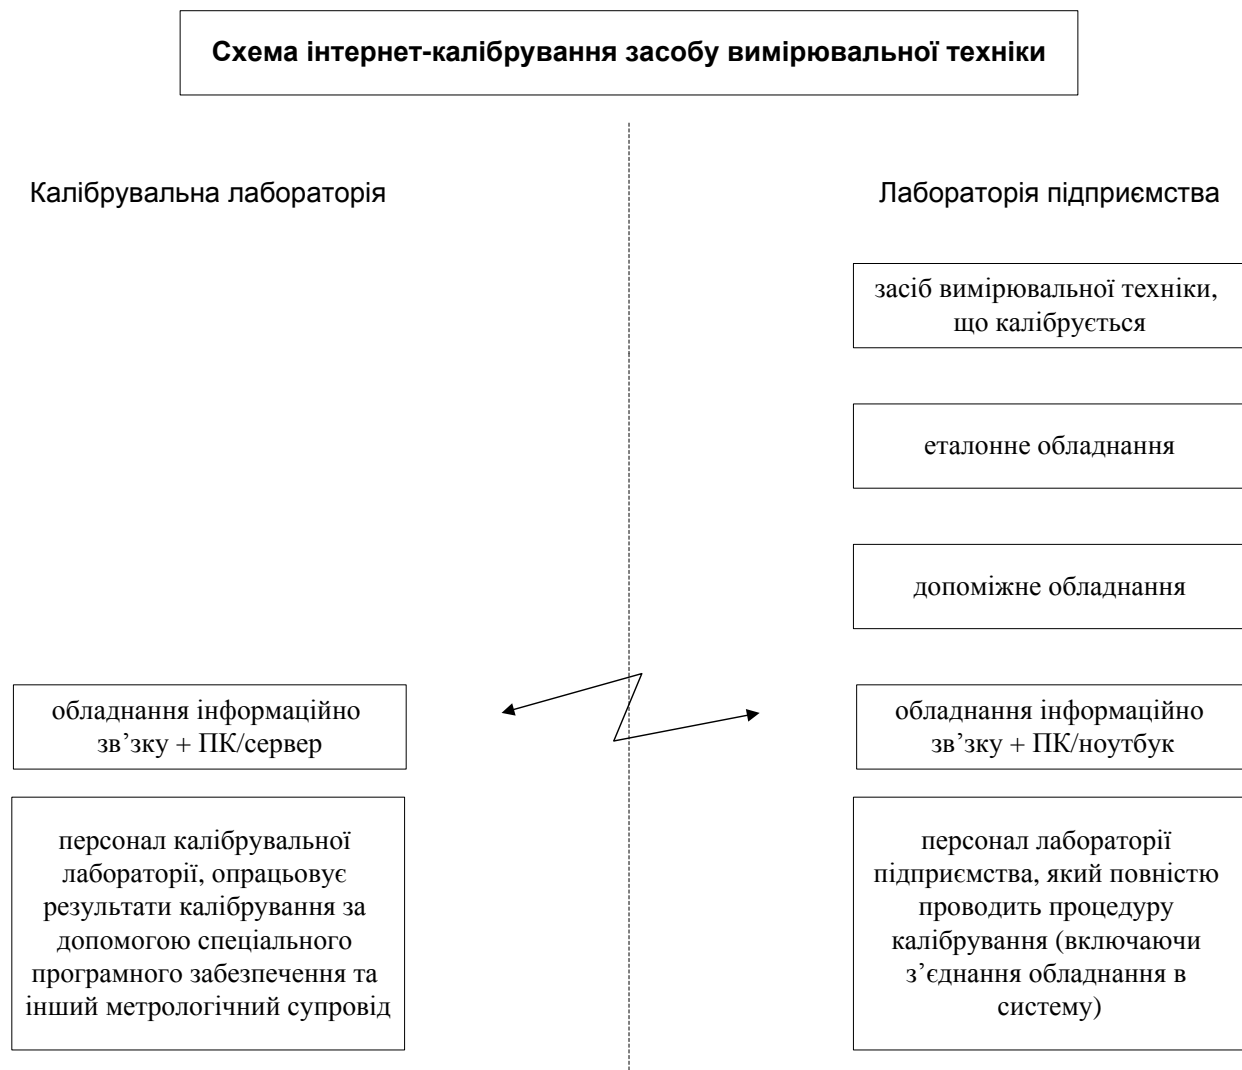 Схема інтернет-калібрування засобу вимірювальної техніки
Калібрувальна лабораторія
Лабораторія підприємства
засіб вимірювальної техніки,
що калібрується
еталонне обладнання
допоміжне обладнання
обладнання інформаційно
зв’зку + ПК/сервер
обладнання інформаційно
зв’зку + ПК/ноутбук
персонал калібрувальної
лабораторії, опрацьовує
результати калібрування за
допомогою спеціального
програмного забезпечення та
інший метрологічний супровід
персонал лабораторії
підприємства, який повністю
проводить процедуру
калібрування (включаючи
з’єднання обладнання в
систему)